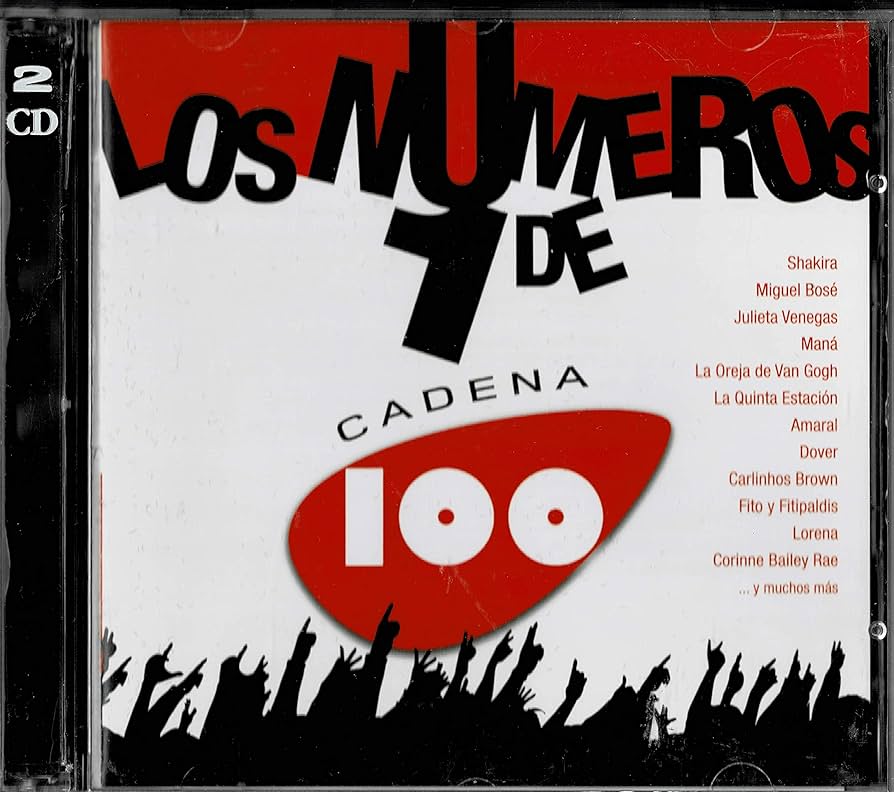 2
CD
LOS NUMEROS
1 DE
CADENA
100
Shakira
Miguel Bosé
Julieta Venegas
Maná
La Oreja de Van Gogh
La Quinta Estación
Amaral
Dover
Carlinhos Brown
Fito y Fitipaldis
Lorena
Corinne Bailey Rae
... y muchos más